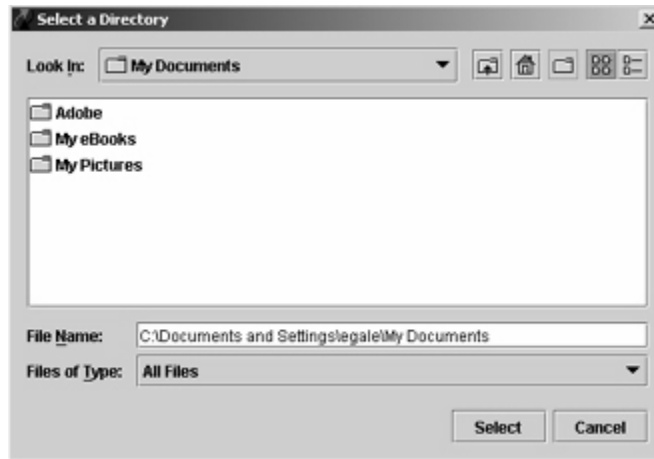 Select a Directory
Look In: My Documents
Adobe
My eBooks
My Pictures
File Name: C:\Documents and Settings\egale\My Documents
Files of Type: All Files
Select Cancel